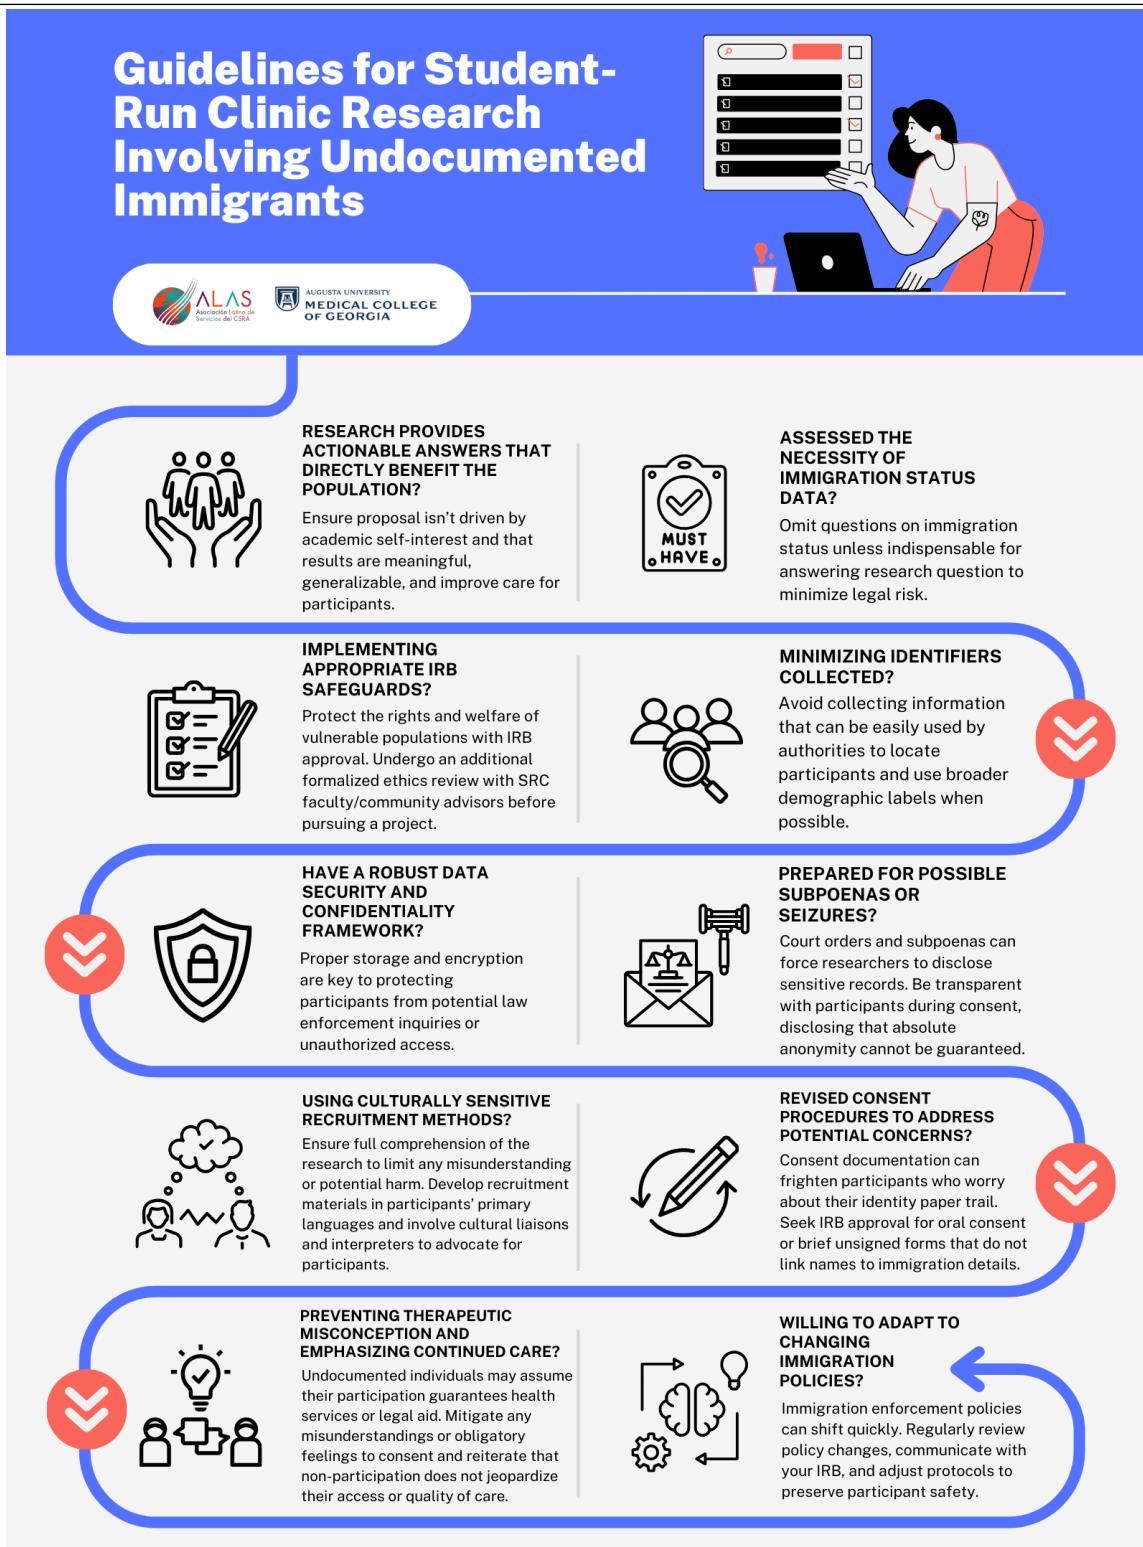 Guidelines for Student-
Run Clinic Research
Involving Undocumented
Immigrants
ALAS
Asociación Latina de
Servicios del CSRA
AUGUSTA UNIVERSITY
MEDICAL COLLEGE
OF GEORGIA
RESEARCH PROVIDES
ACTIONABLE ANSWERS THAT
DIRECTLY BENEFIT THE
POPULATION?
Ensure proposal isn't driven by
academic self-interest and that
results are meaningful,
generalizable, and improve care for
participants.
MUST
HAVE
ASSESSED THE
NECESSITY OF
IMMIGRATION STATUS
DATA?
Omit questions on immigration
status unless indispensable for
answering research question to
minimize legal risk.
IMPLEMENTING
APPROPRIATE IRB
SAFEGUARDS?
Protect the rights and welfare of
vulnerable populations with IRB
approval. Undergo an additional
formalized ethics review with SRC
faculty/community advisors before
pursuing a project.
MINIMIZING IDENTIFIERS
COLLECTED?
Avoid collecting information
that can be easily used by
authorities to locate
participants and use broader
demographic labels when
possible.
HAVE A ROBUST DATA
SECURITY AND
CONFIDENTIALITY
FRAMEWORK?
Proper storage and encryption
are key to protecting
participants from potential law
enforcement inquiries or
unauthorized access.
PREPARED FOR POSSIBLE
SUBPOENAS OR
SEIZURES?
Court orders and subpoenas can
force researchers to disclose
sensitive records. Be transparent
with participants during consent,
disclosing that absolute
anonymity cannot be guaranteed.
USING CULTURALLY SENSITIVE
RECRUITMENT METHODS?
Ensure full comprehension of the
research to limit any misunderstanding
or potential harm. Develop recruitment
materials in participants' primary
languages and involve cultural liaisons
and interpreters to advocate for
participants.
REVISED CONSENT
PROCEDURES TO ADDRESS
POTENTIAL CONCERNS?
Consent documentation can
frighten participants who worry
about their identity paper trail.
Seek IRB approval for oral consent
or brief unsigned forms that do not
link names to immigration details.
PREVENTING THERAPEUTIC
MISCONCEPTION AND
EMPHASIZING CONTINUED CARE?
Undocumented individuals may assume
their participation guarantees health
services or legal aid. Mitigate any
misunderstandings or obligatory
feelings to consent and reiterate that
non-participation does not jeopardize
their access or quality of care.
WILLING TO ADAPT TO
CHANGING
IMMIGRATION
POLICIES?
Immigration enforcement policies
can shift quickly. Regularly review
policy changes, communicate with
your IRB, and adjust protocols to
preserve participant safety.